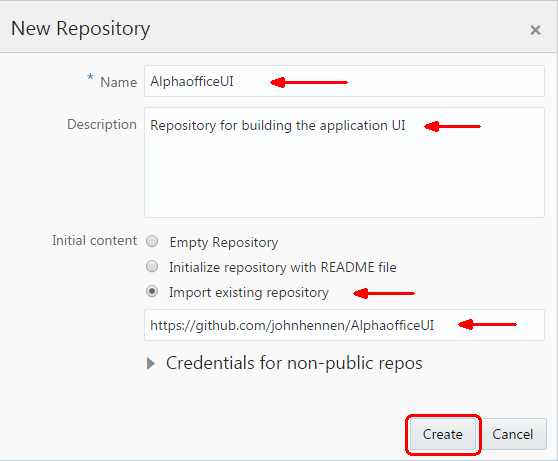 New Repository ×
* Name AlphaofficeUI
Description Repository for building the application UI
Initial content
Empty Repository
Initialize repository with README file
Import existing repository
https://github.com/johnhennen/AlphaofficeUI
Credentials for non-public repos
Create Cancel